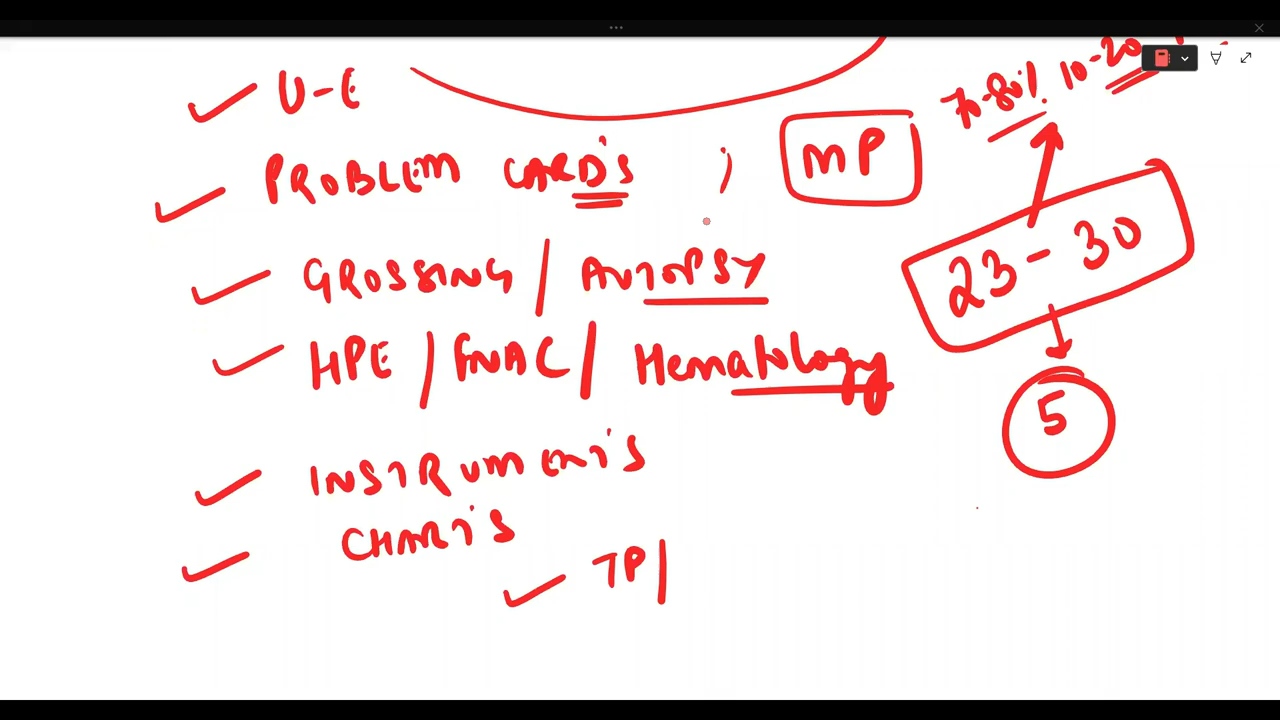 70-80% 10-20
U-E
PROBLEM CARD'S ; MP
23-30
GROSSING / AUTOPSY
HPE / FNAC / Hematology
5
INSTRUMENT'S
CHART'S
TP/